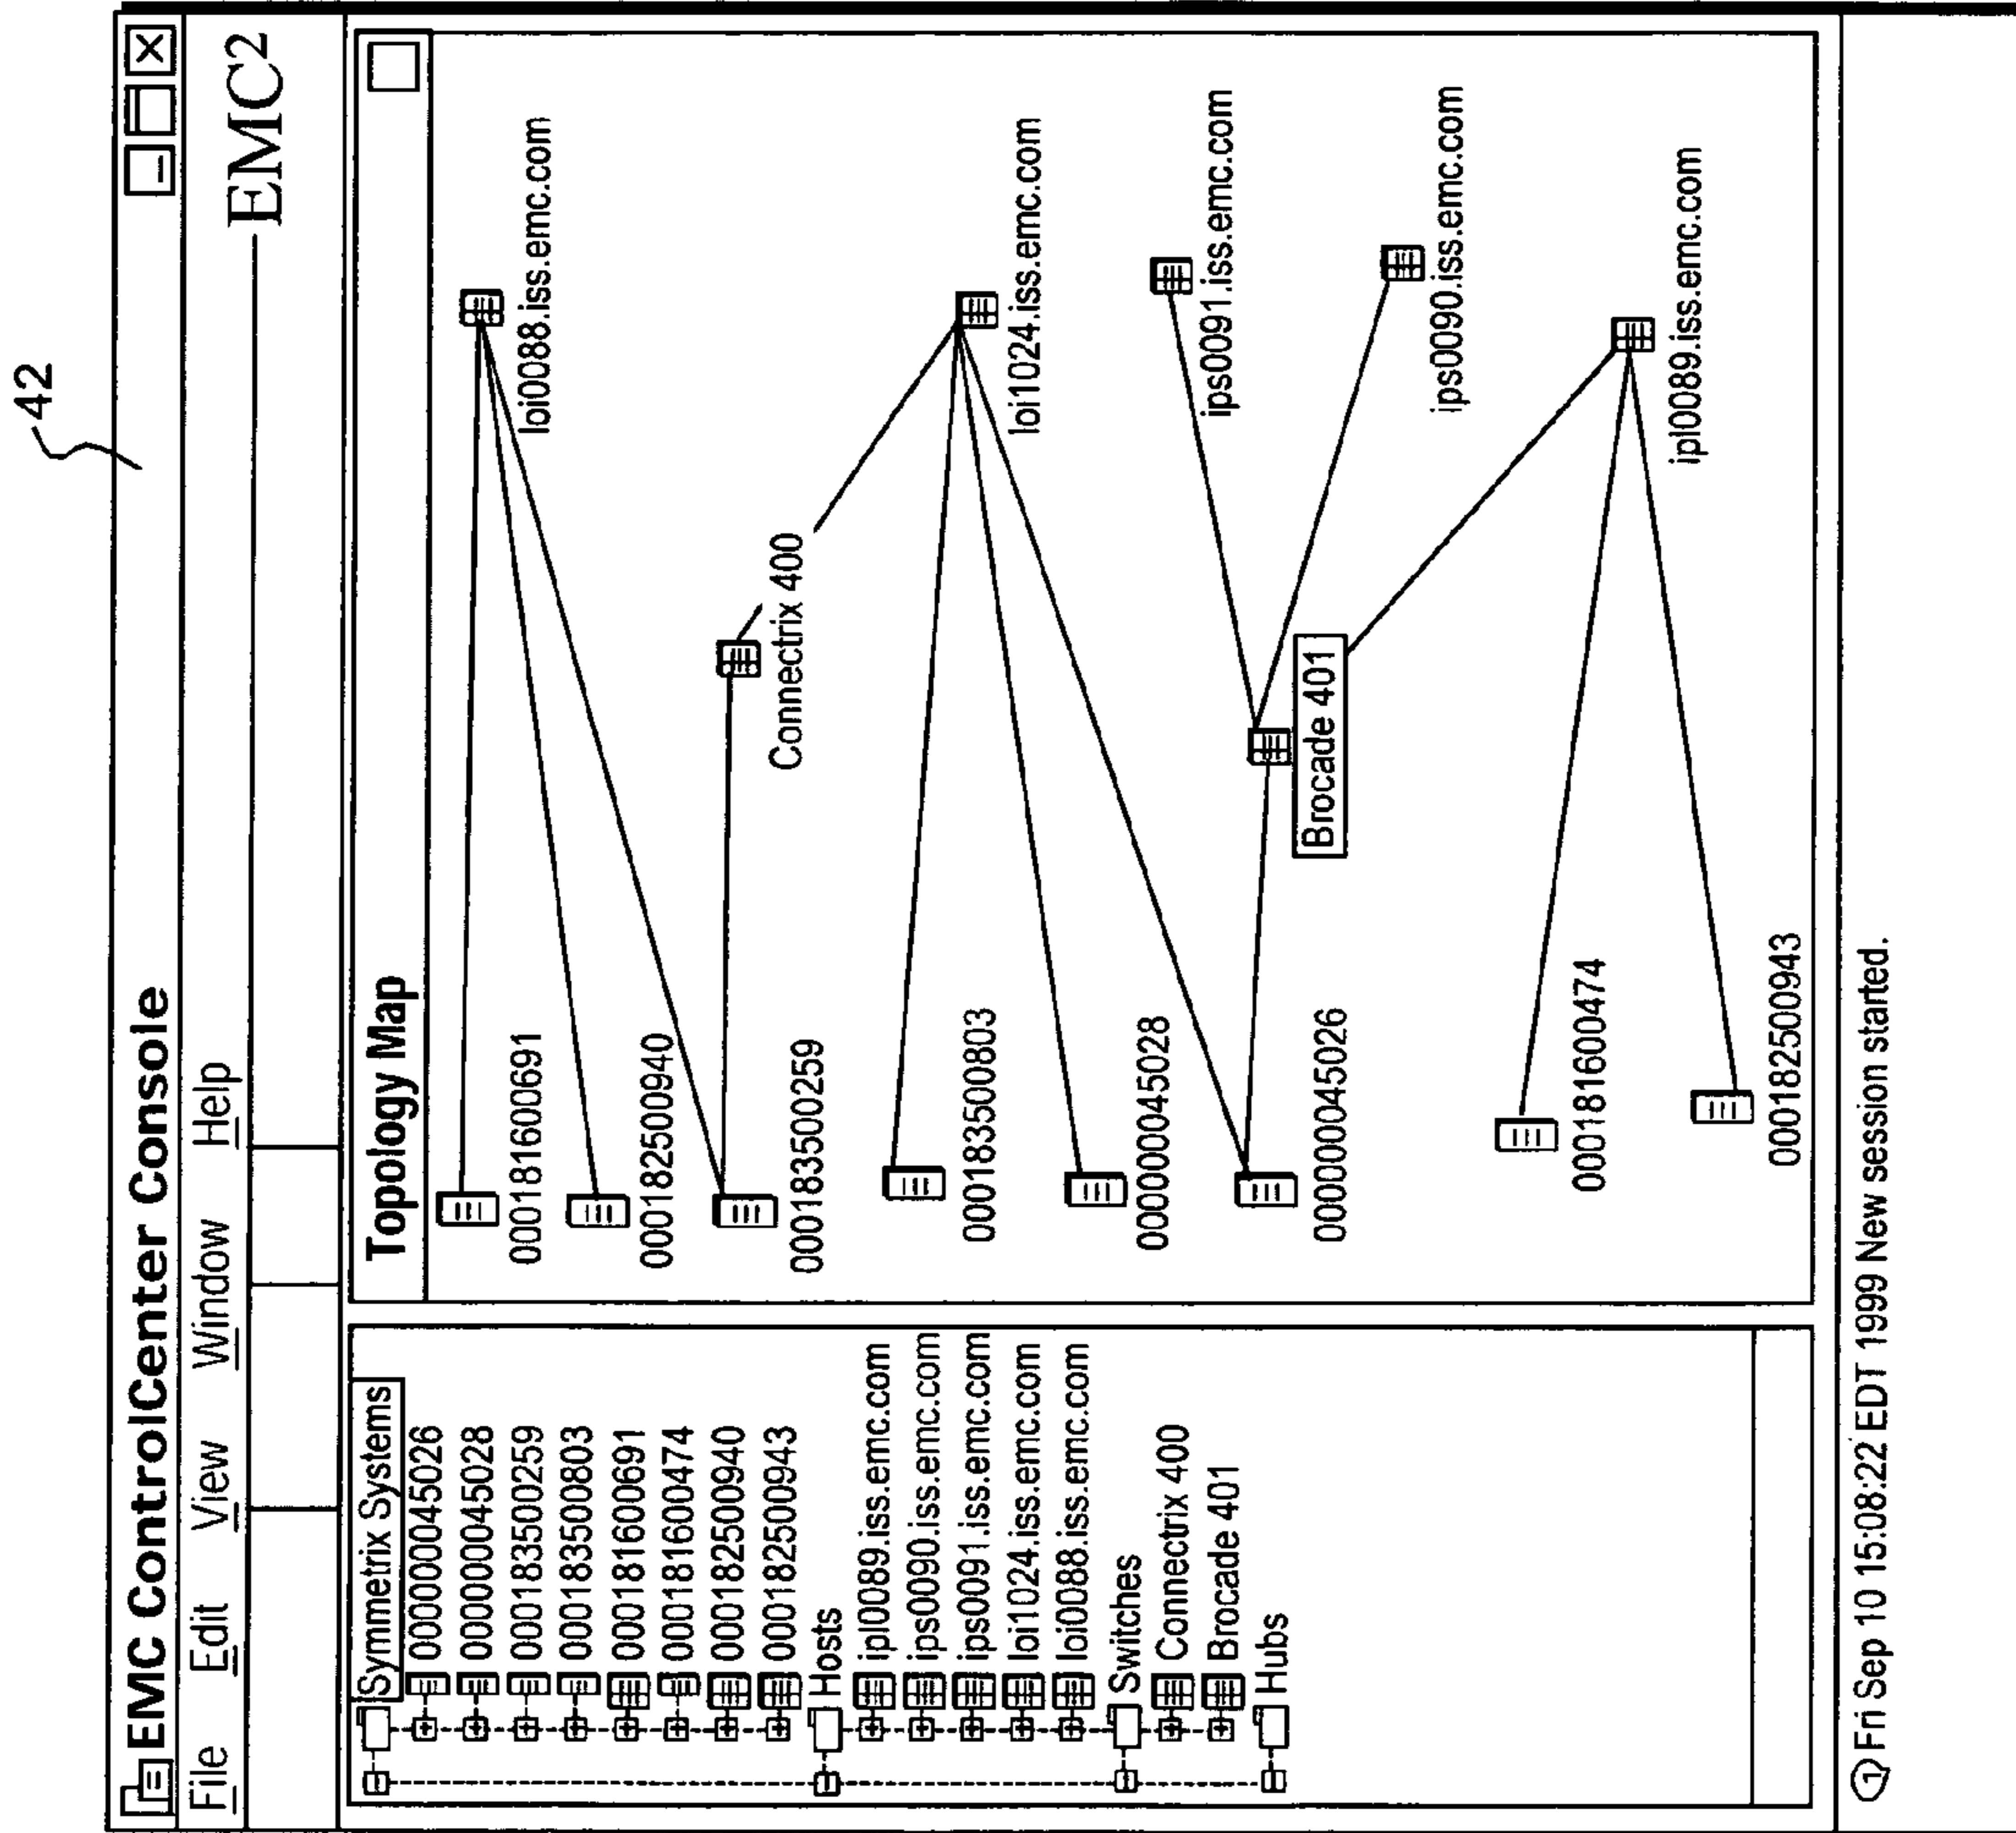 42
EMC ControlCenter Console
File Edit View Window Help
EMC2
Symmetrix Systems
000000045026
000000045028
000183500259
000183500803
000181600691
000181600474
000182500940
000182500943
Hosts
ipl0089.iss.emc.com
ips0090.iss.emc.com
ips0091.iss.emc.com
loi1024.iss.emc.com
loi0088.iss.emc.com
Switches
Connectrix 400
Brocade 401
Hubs
Topology Map
000181600691
loi0088.iss.emc.com
000182500940
000183500259
Connectrix 400
000183500803
loi1024.iss.emc.com
000000045028
ips0091.iss.emc.com
000000045026
Brocade 401
ips0090.iss.emc.com
000181600474
ipl0089.iss.emc.com
000182500943
Fri Sep 10 15:08:22 EDT 1999 New session started.